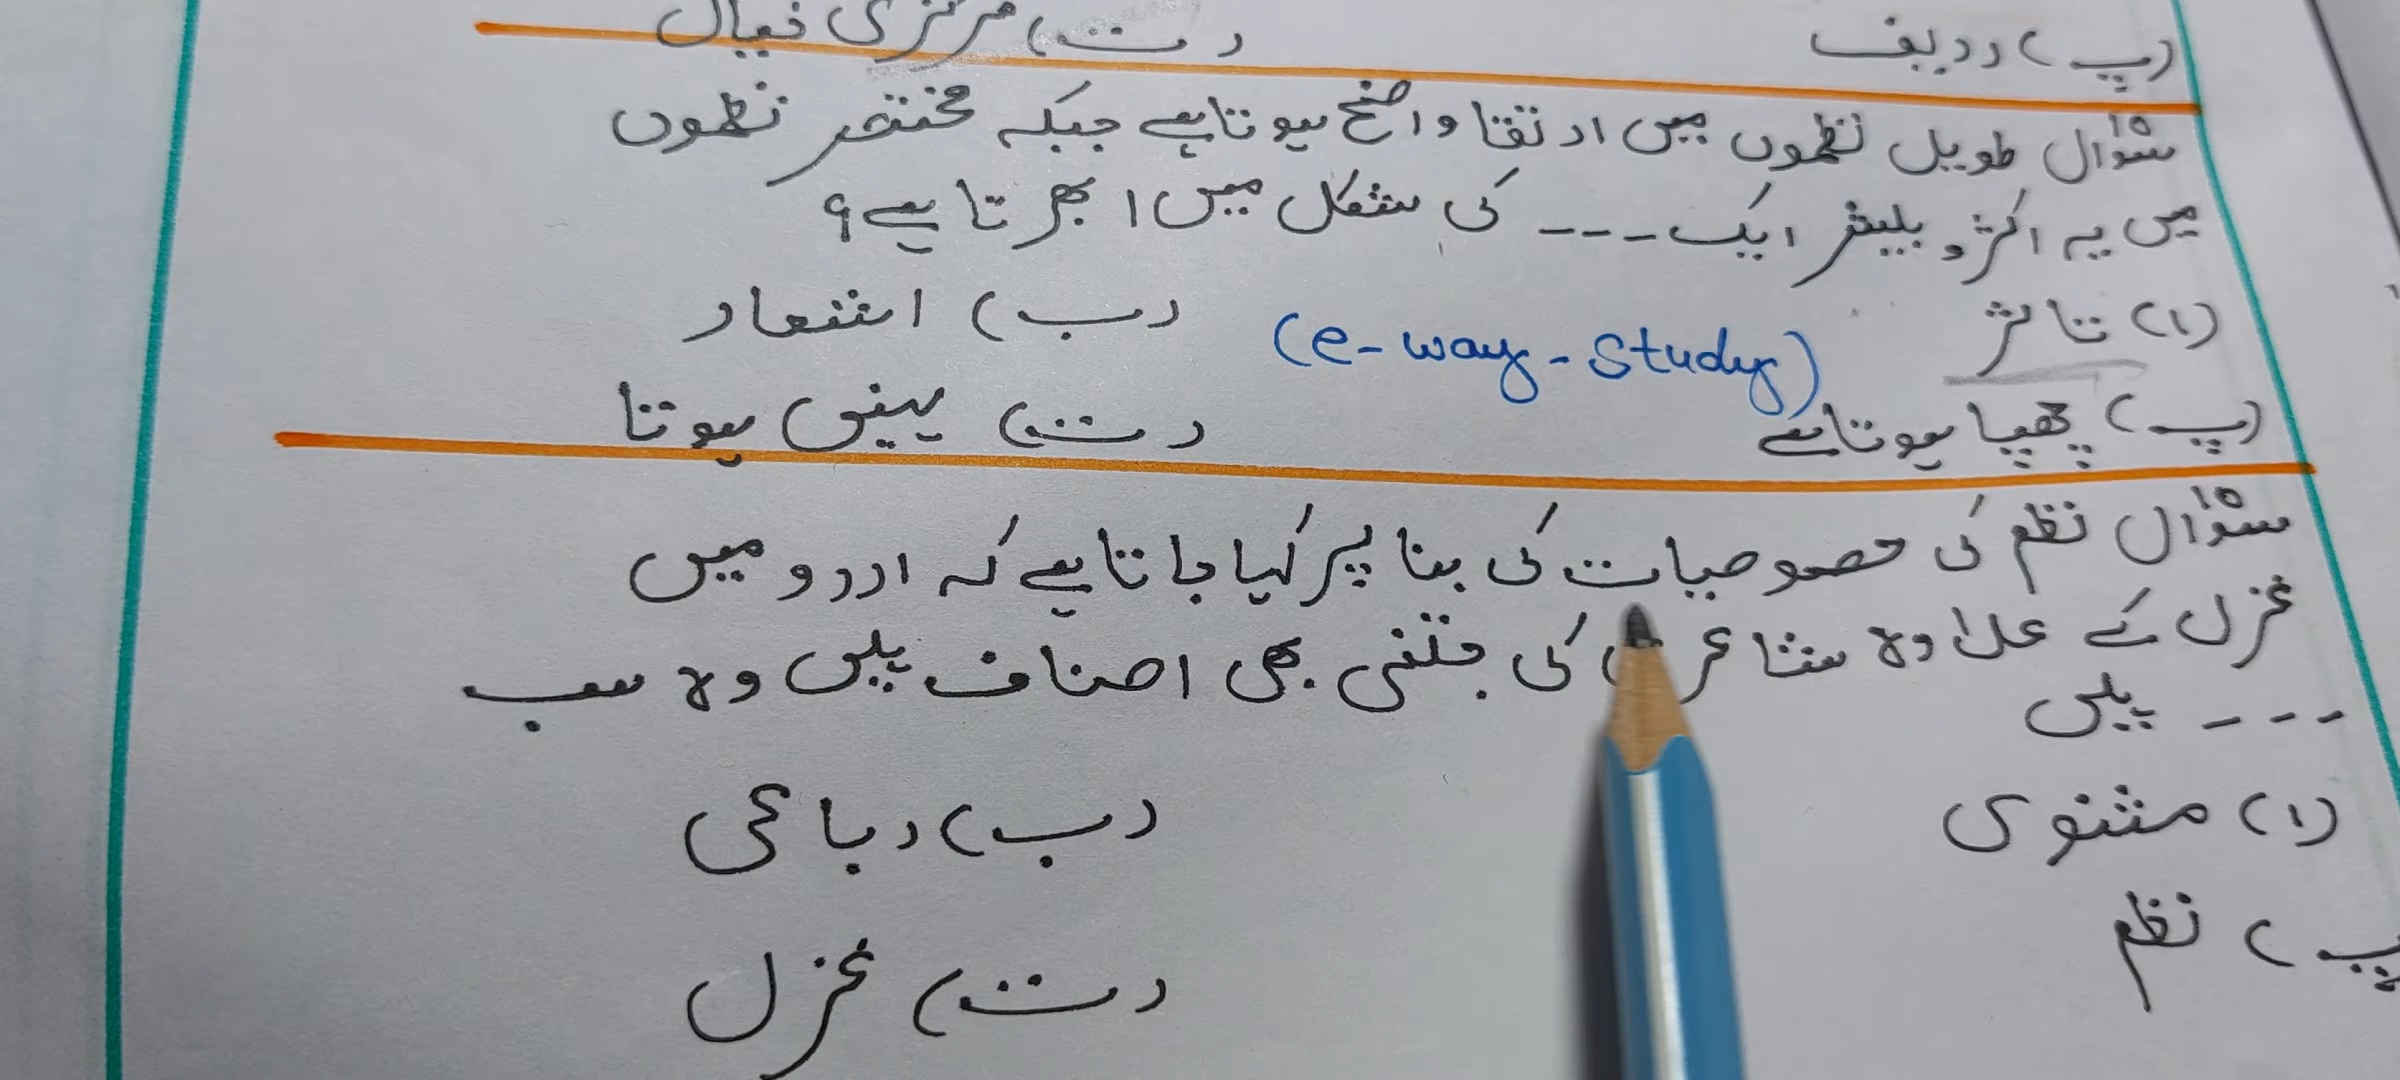 (پ) ردیف (ت) مرکزی خیال
سوال طویل نظموں میں ارتقا واضح ہوتا ہے جبکہ مختصر نظموں
میں یہ اکثر و بیشتر ایک --- کی شکل میں ابھرتا ہے؟
(ا) تاثر (ب) اشعار
(e-way-study)
(پ) چھپا ہوتا ہے (ت) نہیں ہوتا
سوال نظم کی خصوصیات کی بنا پر کہا جاتا ہے کہ اردو میں
غزل کے علاوہ شاعری کی جتنی بھی اصناف ہیں وہ سب
--- ہیں
(ا) مثنوی (ب) رباعی
پ) نظم (ت) غزل